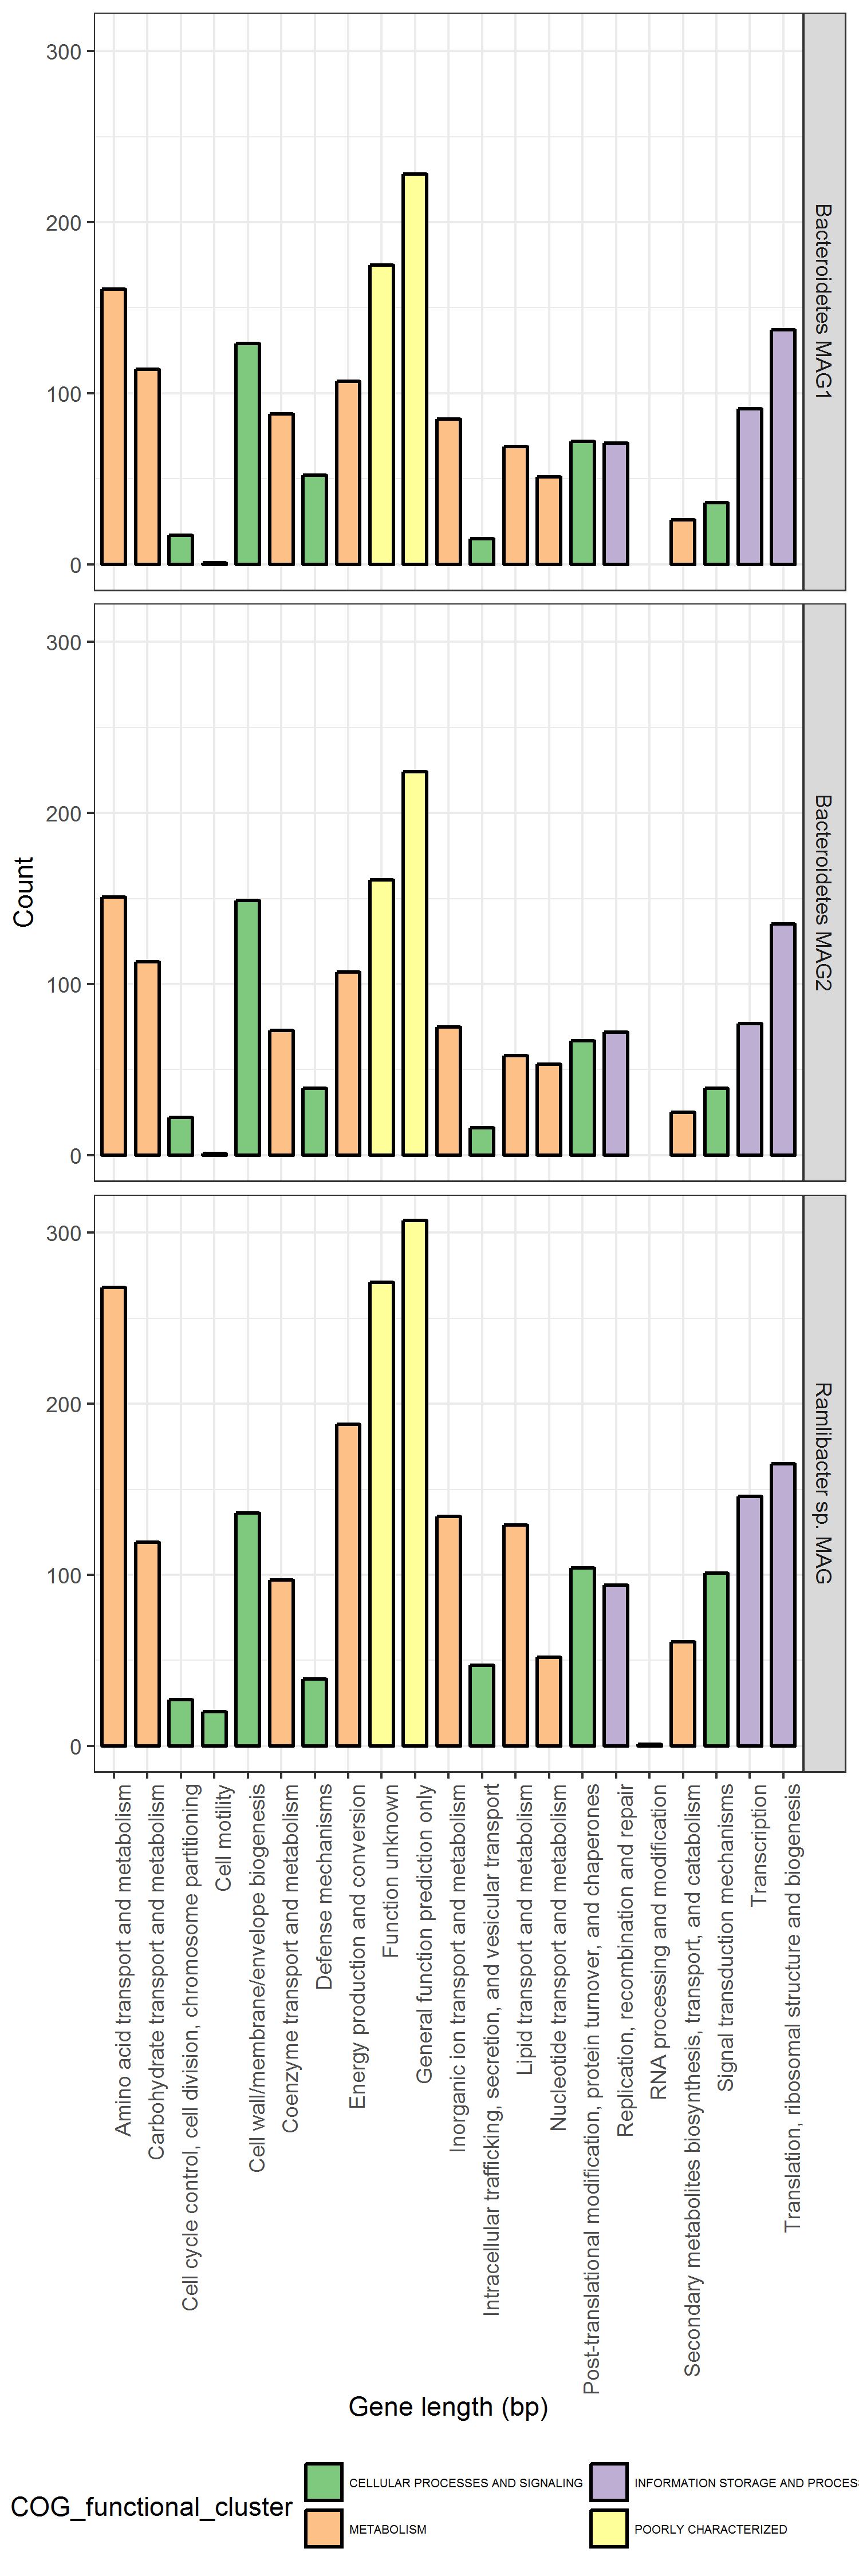 300
200
100
0
Bacteroidetes MAG1
300
200
100
0
Bacteroidetes MAG2
Count
300
200
100
0
Ramlibacter sp. MAG
Amino acid transport and metabolism
Carbohydrate transport and metabolism
Cell cycle control, cell division, chromosome partitioning
Cell motility
Cell wall/membrane/envelope biogenesis
Coenzyme transport and metabolism
Defense mechanisms
Energy production and conversion
Function unknown
General function prediction only
Inorganic ion transport and metabolism
Intracellular trafficking, secretion, and vesicular transport
Lipid transport and metabolism
Nucleotide transport and metabolism
Post-translational modification, protein turnover, and chaperones
Replication, recombination and repair
RNA processing and modification
Secondary metabolites biosynthesis, transport, and catabolism
Signal transduction mechanisms
Transcription
Translation, ribosomal structure and biogenesis
Gene length (bp)
COG_functional_cluster
CELLULAR PROCESSES AND SIGNALING
INFORMATION STORAGE AND PROCES
METABOLISM
POORLY CHARACTERIZED